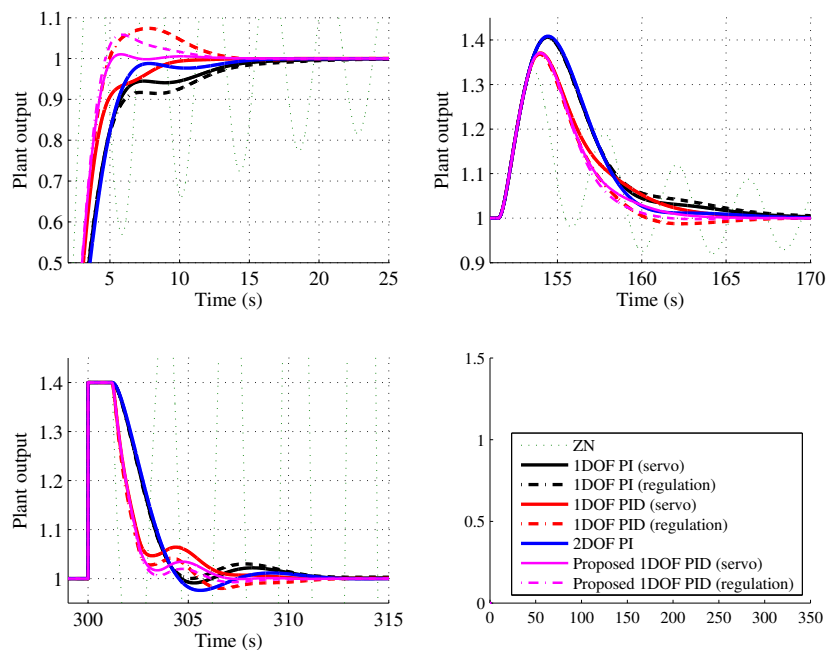 1.1
1
0.9
0.8
0.7
0.6
0.5
5 10 15 20 25
Plant output
Time (s)
1.4
1.3
1.2
1.1
1
155 160 165 170
Plant output
Time (s)
1.4
1.3
1.2
1.1
1
300 305 310 315
Plant output
Time (s)
1.5
1
0.5
0
0 50 100 150 200 250 300 350
ZN
1DOF PI (servo)
1DOF PI (regulation)
1DOF PID (servo)
1DOF PID (regulation)
2DOF PI
Proposed 1DOF PID (servo)
Proposed 1DOF PID (regulation)